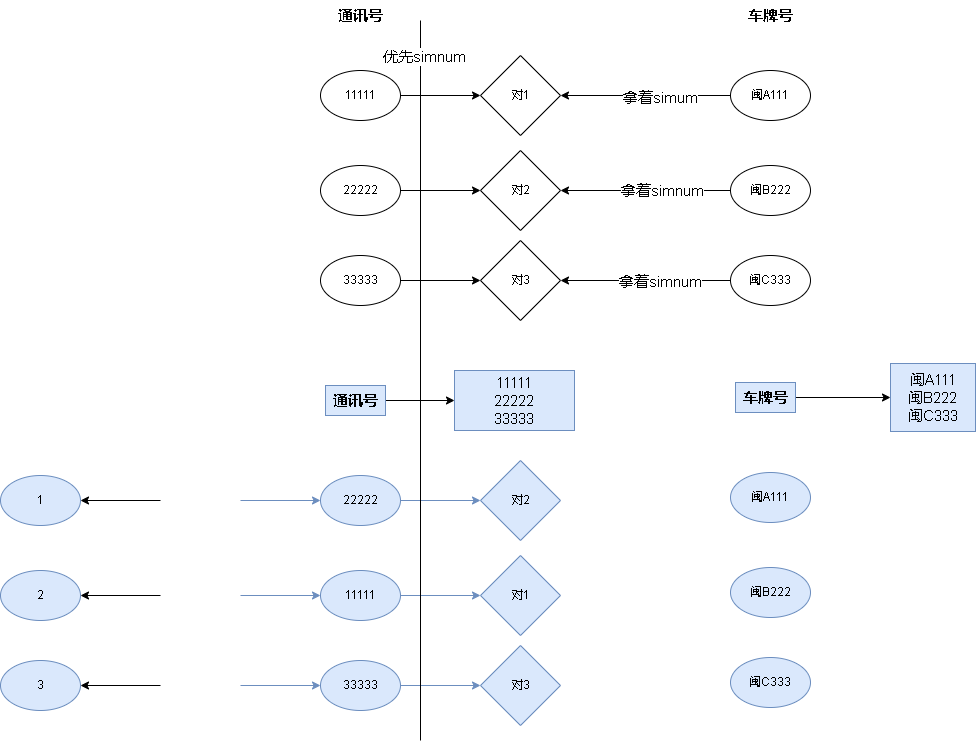 通讯号
车牌号
优先simnum
11111
对1
拿着simum
闽A111
22222
对2
拿着simnum
闽B222
33333
对3
拿着simnum
闽C333
通讯号
11111
22222
33333
车牌号
闽A111
闽B222
闽C333
1
22222
对2
闽A111
2
11111
对1
闽B222
3
33333
对3
闽C333